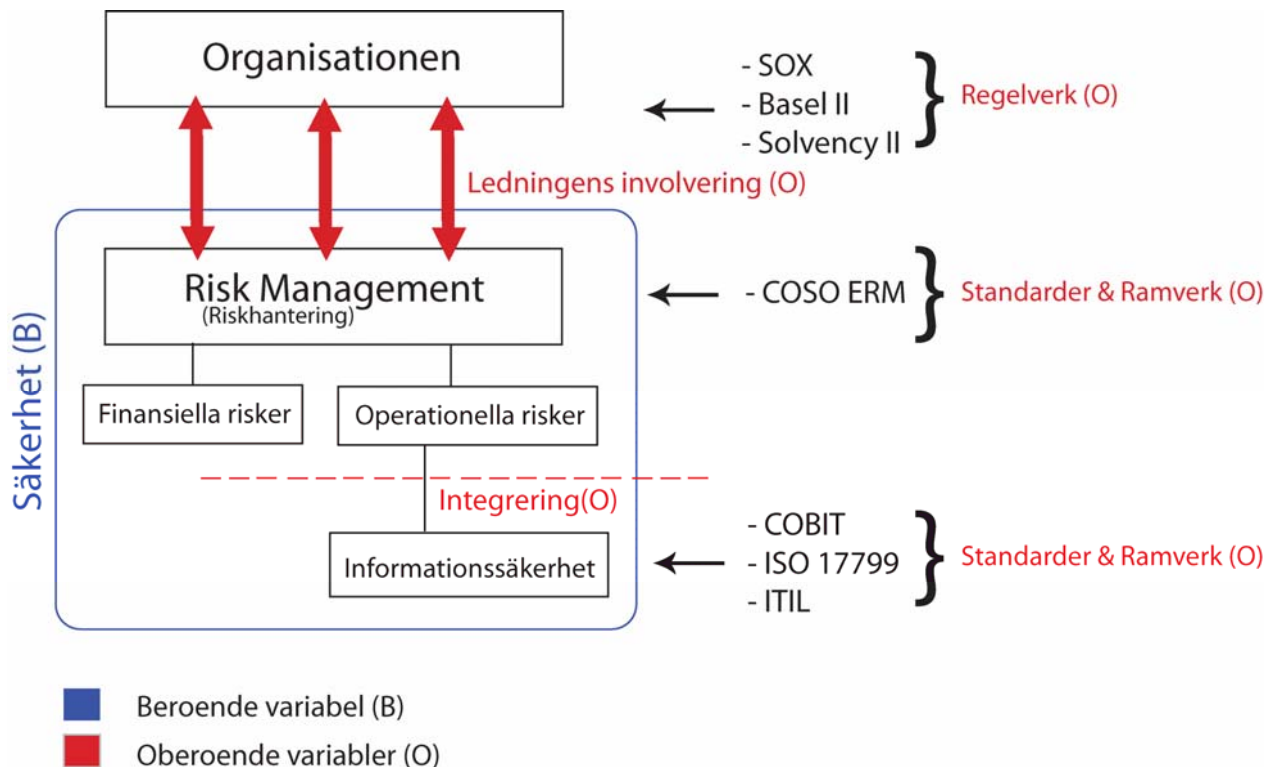 Organisationen
- SOX
- Basel II
- Solvency II
Regelverk (O)
Ledningens involvering (O)
Säkerhet (B)
Risk Management
(Riskhantering)
- COSO ERM
Standarder & Ramverk (O)
Finansiella risker
Operationella risker
Integrering(O)
Informationssäkerhet
- COBIT
- ISO 17799
- ITIL
Standarder & Ramverk (O)
Beroende variabel (B)
Oberoende variabler (O)